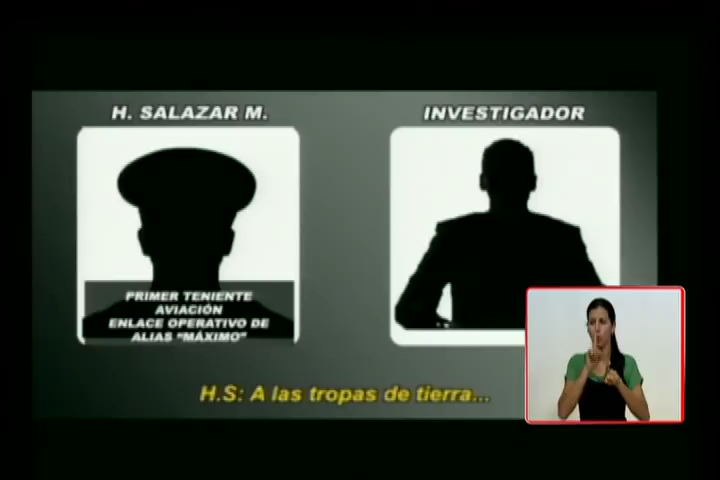 H. SALAZAR M.
INVESTIGADOR
PRIMER TENIENTE
AVIACIÓN
ENLACE OPERATIVO DE
ALIAS "MÁXIMO"
H.S: A las tropas de tierra...